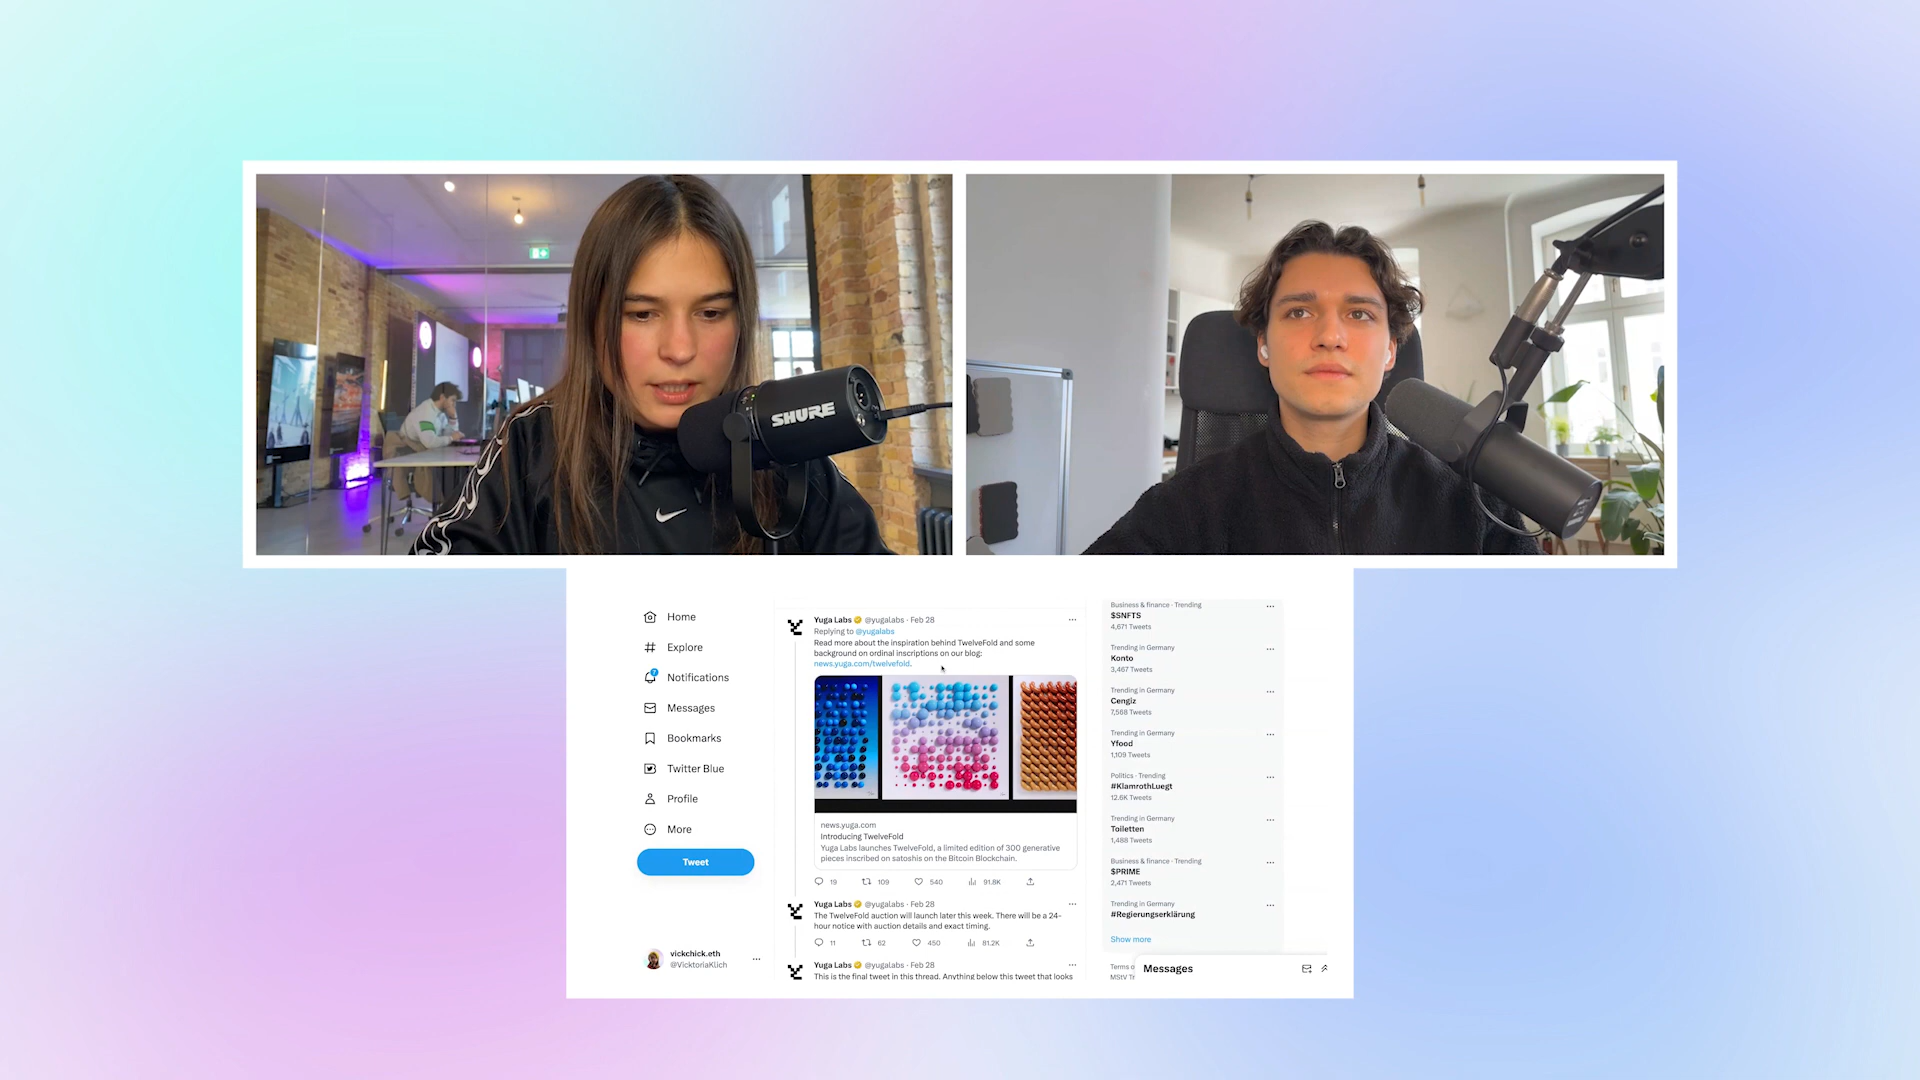 SHURE
Home
Explore
Notifications
Messages
Bookmarks
Twitter Blue
Profile
More
Tweet
vickchick.eth
@VicktoriaKlich
Yuga Labs @yugalabs · Feb 28
Replying to @yugalabs
Read more about the inspiration behind TwelveFold and some
background on ordinal inscriptions on our blog:
news.yuga.com/twelvefold.
news.yuga.com
Introducing TwelveFold
Yuga Labs launches TwelveFold, a limited edition of 300 generative
pieces inscribed on satoshis on the Bitcoin Blockchain.
19 109 540 91.8K
Yuga Labs @yugalabs · Feb 28
The TwelveFold auction will launch later this week. There will be a 24-
hour notice with auction details and exact timing.
11 62 450 81.2K
Yuga Labs @yugalabs · Feb 28
This is the final tweet in this thread. Anything below this tweet that looks
Business & finance · Trending
$SNFTS
4,671 Tweets
Trending in Germany
Konto
3,467 Tweets
Trending in Germany
Cengiz
7,568 Tweets
Trending in Germany
Yfood
1,109 Tweets
Politics · Trending
#KlamrothLuegt
12.6K Tweets
Trending in Germany
Toiletten
1,488 Tweets
Business & finance · Trending
$PRIME
2,471 Tweets
Trending in Germany
#Regierungserklärung
Show more
Terms o
MStV Tr
Messages